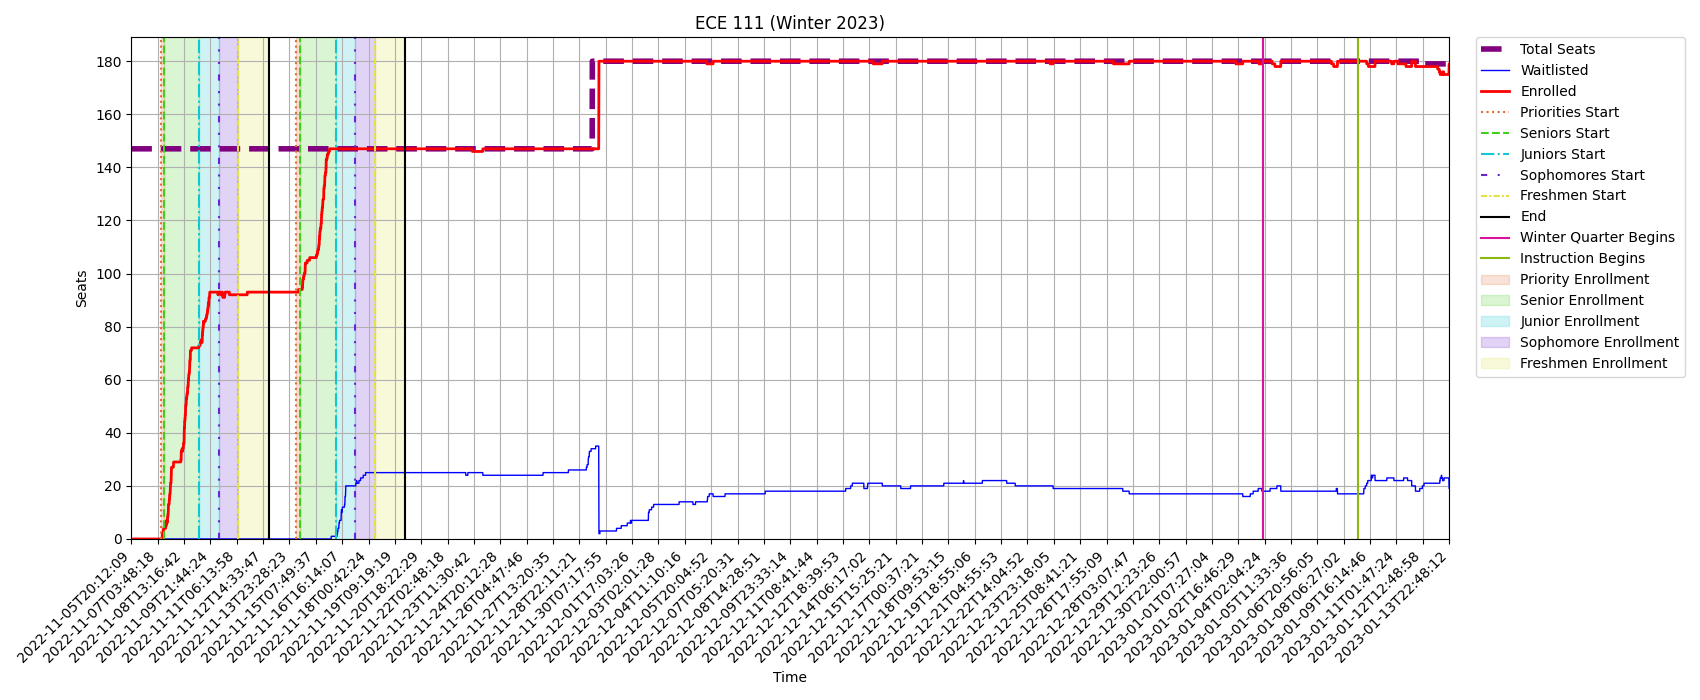 ECE 111 (Winter 2023)
Seats
180
160
140
120
100
80
60
40
20
0
2022-11-05T20:12:09
2022-11-07T03:48:18
2022-11-08T13:16:42
2022-11-09T21:44:24
2022-11-11T06:13:58
2022-11-12T14:33:47
2022-11-13T23:28:23
2022-11-15T07:49:37
2022-11-16T16:14:07
2022-11-18T00:42:24
2022-11-19T09:19:19
2022-11-20T18:22:29
2022-11-22T02:48:18
2022-11-23T11:30:42
2022-11-24T20:12:28
2022-11-26T04:47:46
2022-11-27T13:20:35
2022-11-28T22:11:21
2022-11-30T07:17:55
2022-12-01T17:03:26
2022-12-03T02:01:28
2022-12-04T11:10:16
2022-12-05T20:04:52
2022-12-07T05:20:31
2022-12-08T14:28:51
2022-12-09T23:33:14
2022-12-11T08:41:44
2022-12-12T18:39:53
2022-12-14T06:17:02
2022-12-15T15:25:21
2022-12-17T00:37:21
2022-12-18T09:53:15
2022-12-19T18:55:06
2022-12-21T04:55:53
2022-12-22T14:04:52
2022-12-23T23:18:05
2022-12-25T08:41:21
2022-12-26T17:55:09
2022-12-28T03:07:47
2022-12-29T12:23:26
2022-12-30T22:00:57
2023-01-01T07:27:04
2023-01-02T16:46:29
2023-01-04T02:04:24
2023-01-05T11:33:36
2023-01-06T20:56:05
2023-01-08T06:27:02
2023-01-09T16:14:46
2023-01-11T01:47:24
2023-01-12T12:48:58
2023-01-13T22:48:12
Time
Total Seats
Waitlisted
Enrolled
Priorities Start
Seniors Start
Juniors Start
Sophomores Start
Freshmen Start
End
Winter Quarter Begins
Instruction Begins
Priority Enrollment
Senior Enrollment
Junior Enrollment
Sophomore Enrollment
Freshmen Enrollment